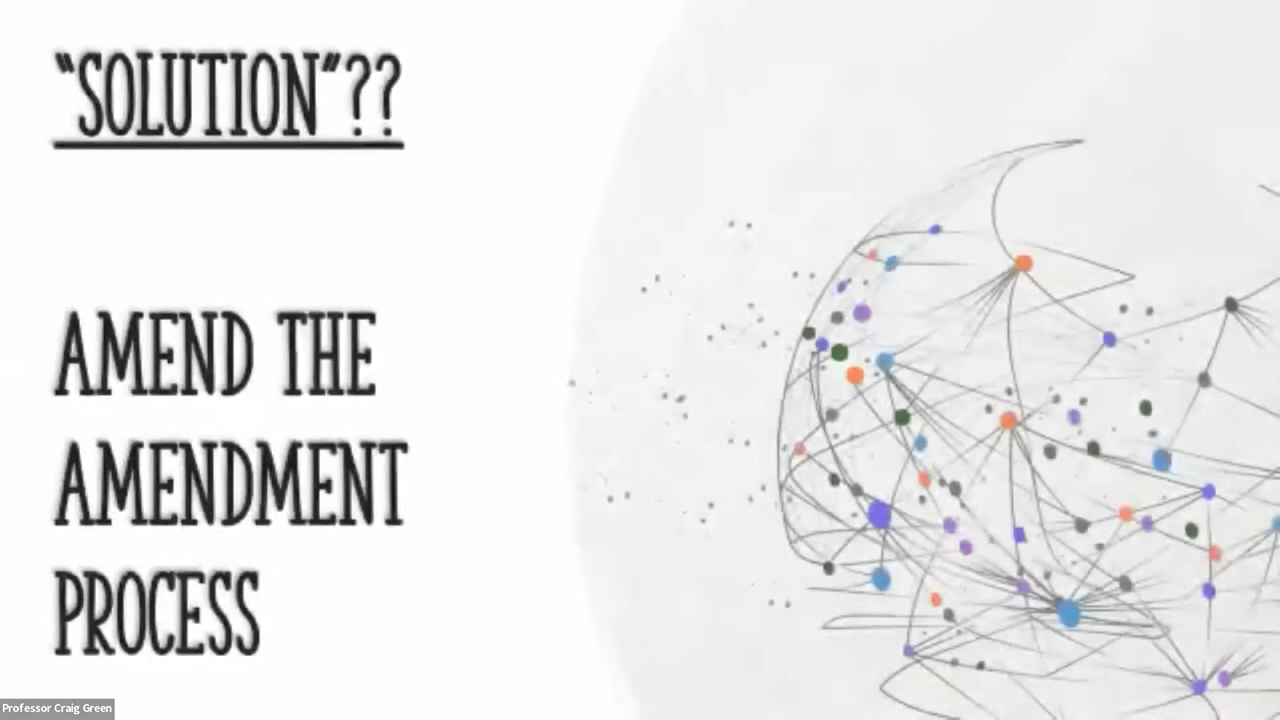 "SOLUTION"??
AMEND THE
AMENDMENT
PROCESS
Professor Craig Green